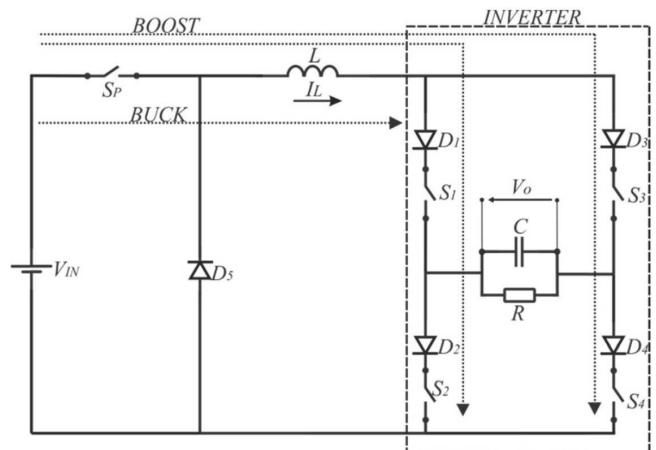 INVERTER
BOOST
L
SP
IL
BUCK
D1
D3
S1
S3
Vo
C
VIN
D5
R
D2
D4
S2
S4